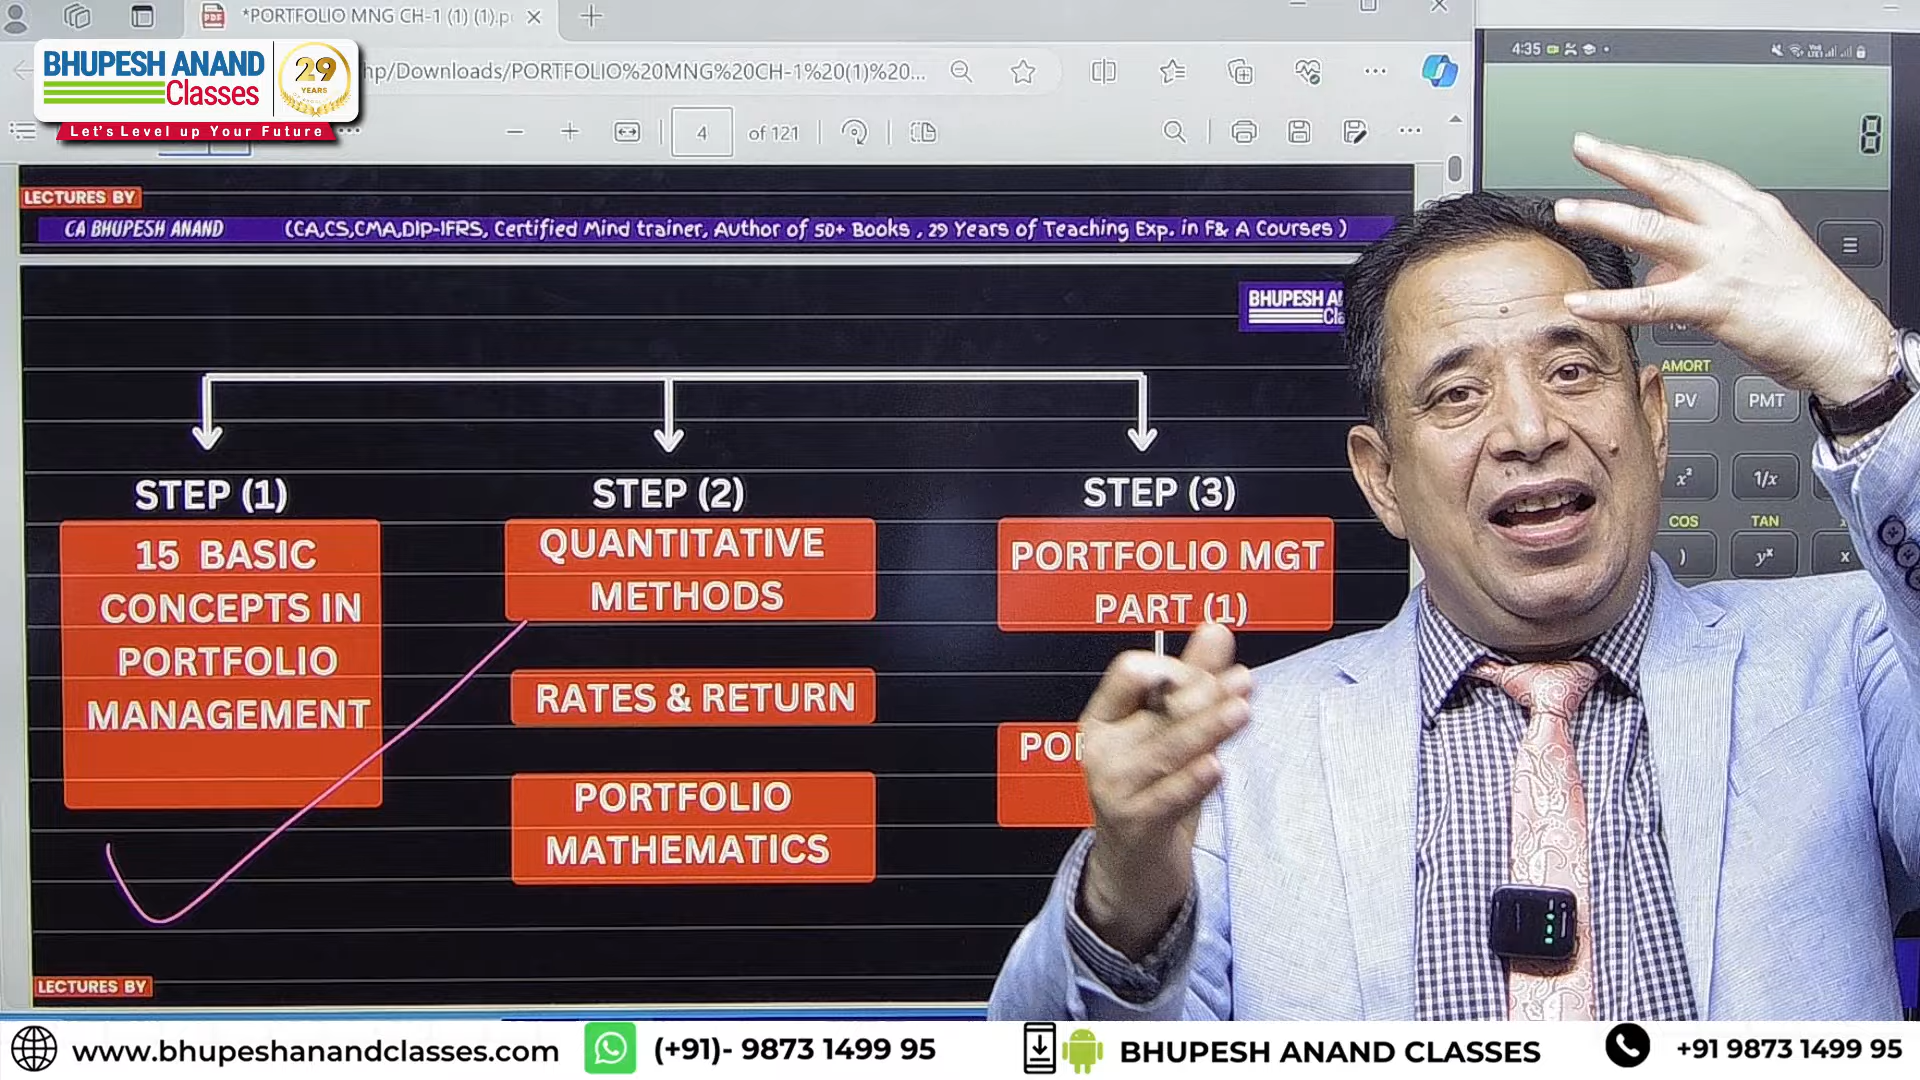 *PORTFOLIO MNG CH-1 (1) (1).p
BHUPESH ANAND
Classes
29
YEARS
Let's Level up Your Future
hp/Downloads/PORTFOLIO%20MNG%20CH-1%20(1)%20...
4 of 121
4:35
8
LECTURES BY
CA BHUPESH ANAND (CA,CS,CMA,DIP-IFRS, Certified Mind trainer, Author of 50+ Books , 29 Years of Teaching Exp. in F& A Courses )
BHUPESH A
Cla
STEP (1)
15 BASIC
CONCEPTS IN
PORTFOLIO
MANAGEMENT
STEP (2)
QUANTITATIVE
METHODS
RATES & RETURN
PORTFOLIO
MATHEMATICS
STEP (3)
PORTFOLIO MGT
PART (1)
POR
AMORT
PV PMT
x² 1/x
COS TAN
) yˣ x
LECTURES BY
www.bhupeshanandclasses.com (+91)- 9873 1499 95 BHUPESH ANAND CLASSES +91 9873 1499 95